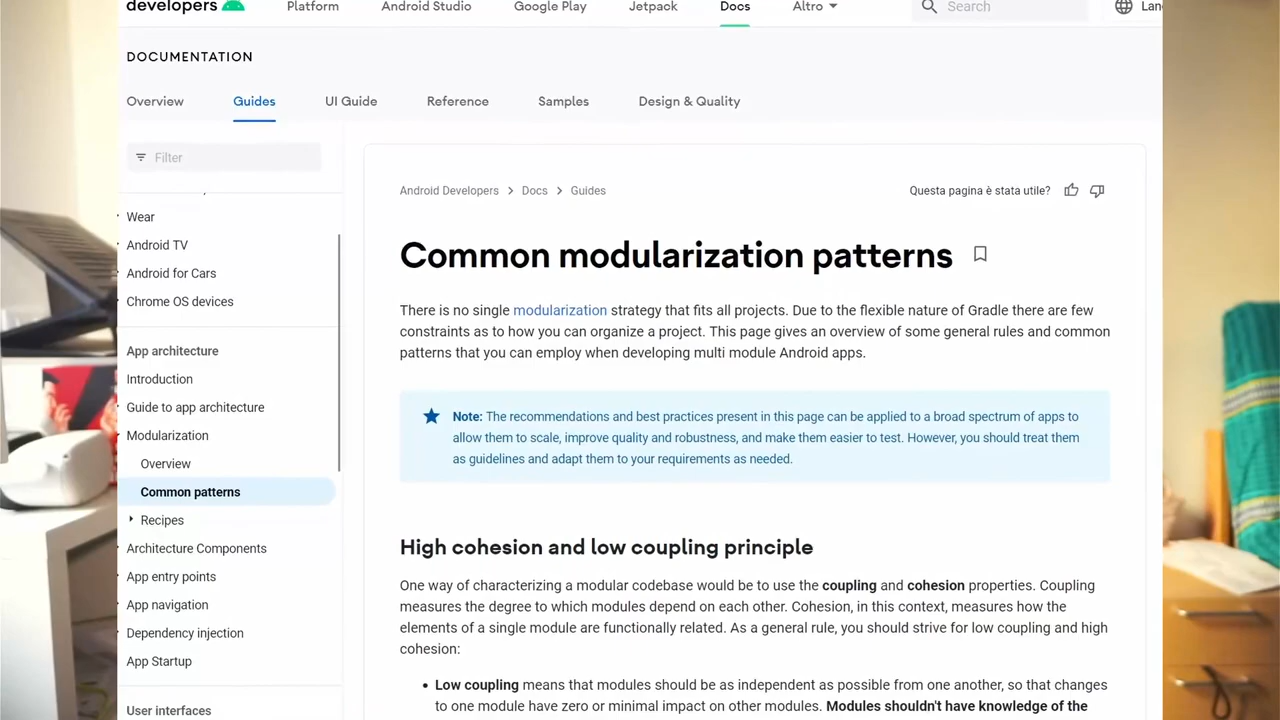 developers
Platform
Android Studio
Google Play
Jetpack
Docs
Altro
Search
DOCUMENTATION
Overview
Guides
UI Guide
Reference
Samples
Design & Quality
Filter
Wear
Android TV
Android for Cars
Chrome OS devices
App architecture
Introduction
Guide to app architecture
Modularization
Overview
Common patterns
Recipes
Architecture Components
App entry points
App navigation
Dependency injection
App Startup
User interfaces
Android Developers > Docs > Guides
Questa pagina è stata utile?
Common modularization patterns
There is no single modularization strategy that fits all projects. Due to the flexible nature of Gradle there are few
constraints as to how you can organize a project. This page gives an overview of some general rules and common
patterns that you can employ when developing multi module Android apps.
Note: The recommendations and best practices present in this page can be applied to a broad spectrum of apps to
allow them to scale, improve quality and robustness, and make them easier to test. However, you should treat them
as guidelines and adapt them to your requirements as needed.
High cohesion and low coupling principle
One way of characterizing a modular codebase would be to use the coupling and cohesion properties. Coupling
measures the degree to which modules depend on each other. Cohesion, in this context, measures how the
elements of a single module are functionally related. As a general rule, you should strive for low coupling and high
cohesion:
• Low coupling means that modules should be as independent as possible from one another, so that changes
to one module have zero or minimal impact on other modules. Modules shouldn't have knowledge of the